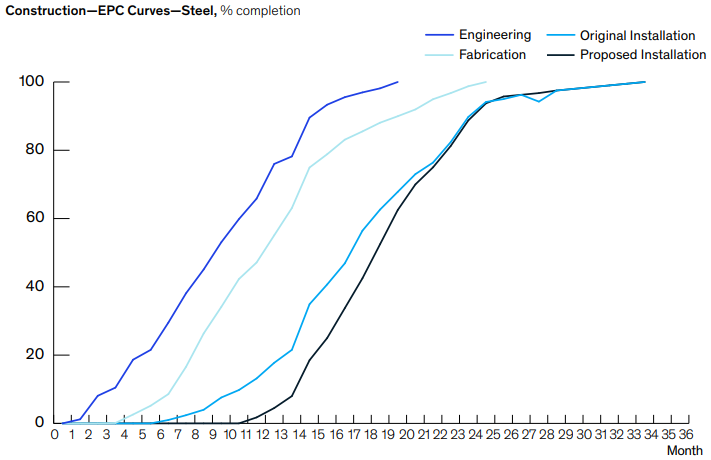 Construction—EPC Curves—Steel, % completion
Engineering
Original Installation
Fabrication
Proposed Installation
100
80
60
40
20
0
0 1 2 3 4 5 6 7 8 9 10 11 12 13 14 15 16 17 18 19 20 21 22 23 24 25 26 27 28 29 30 31 32 33 34 35 36
Month